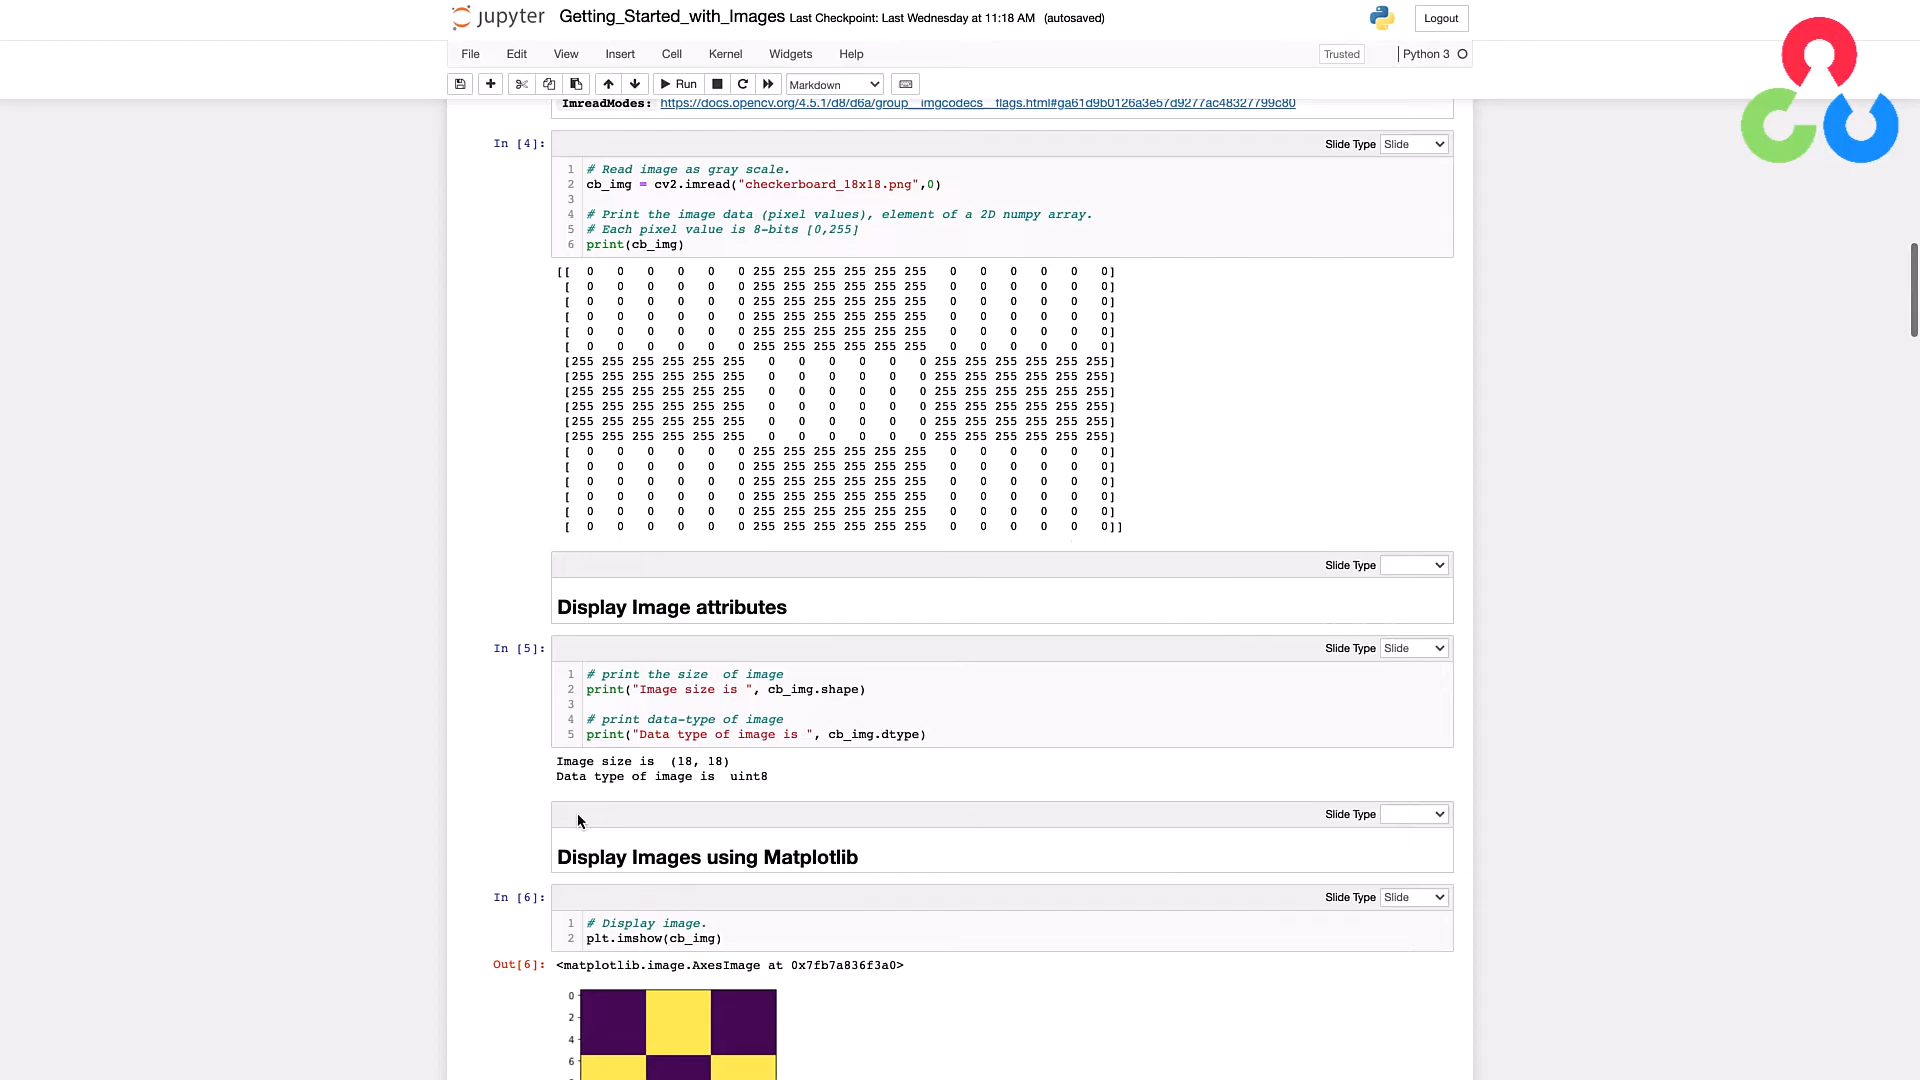 jupyter Getting_Started_with_Images Last Checkpoint: Last Wednesday at 11:18 AM (autosaved) Logout
File Edit View Insert Cell Kernel Widgets Help Trusted Python 3
Run Markdown
ImreadModes: https://docs.opencv.org/4.5.1/d8/d6a/group__imgcodecs__flags.html#ga61d9b0126a3e57d9277ac48327799c80
In [4]: Slide Type Slide
1 # Read image as gray scale.
2 cb_img = cv2.imread("checkerboard_18x18.png",0)
3
4 # Print the image data (pixel values), element of a 2D numpy array.
5 # Each pixel value is 8-bits [0,255]
6 print(cb_img)
[[ 0 0 0 0 0 0 255 255 255 255 255 255 0 0 0 0 0 0]
[ 0 0 0 0 0 0 255 255 255 255 255 255 0 0 0 0 0 0]
[ 0 0 0 0 0 0 255 255 255 255 255 255 0 0 0 0 0 0]
[ 0 0 0 0 0 0 255 255 255 255 255 255 0 0 0 0 0 0]
[ 0 0 0 0 0 0 255 255 255 255 255 255 0 0 0 0 0 0]
[ 0 0 0 0 0 0 255 255 255 255 255 255 0 0 0 0 0 0]
[255 255 255 255 255 255 0 0 0 0 0 0 255 255 255 255 255 255]
[255 255 255 255 255 255 0 0 0 0 0 0 255 255 255 255 255 255]
[255 255 255 255 255 255 0 0 0 0 0 0 255 255 255 255 255 255]
[255 255 255 255 255 255 0 0 0 0 0 0 255 255 255 255 255 255]
[255 255 255 255 255 255 0 0 0 0 0 0 255 255 255 255 255 255]
[255 255 255 255 255 255 0 0 0 0 0 0 255 255 255 255 255 255]
[ 0 0 0 0 0 0 255 255 255 255 255 255 0 0 0 0 0 0]
[ 0 0 0 0 0 0 255 255 255 255 255 255 0 0 0 0 0 0]
[ 0 0 0 0 0 0 255 255 255 255 255 255 0 0 0 0 0 0]
[ 0 0 0 0 0 0 255 255 255 255 255 255 0 0 0 0 0 0]
[ 0 0 0 0 0 0 255 255 255 255 255 255 0 0 0 0 0 0]
[ 0 0 0 0 0 0 255 255 255 255 255 255 0 0 0 0 0 0]]
Slide Type
Display Image attributes
In [5]: Slide Type Slide
1 # print the size  of image
2 print("Image size is ", cb_img.shape)
3
4 # print data-type of image
5 print("Data type of image is ", cb_img.dtype)
Image size is  (18, 18)
Data type of image is  uint8
Slide Type
Display Images using Matplotlib
In [6]: Slide Type Slide
1 # Display image.
2 plt.imshow(cb_img)
Out[6]: <matplotlib.image.AxesImage at 0x7fb7a836f3a0>
0
2
4
6